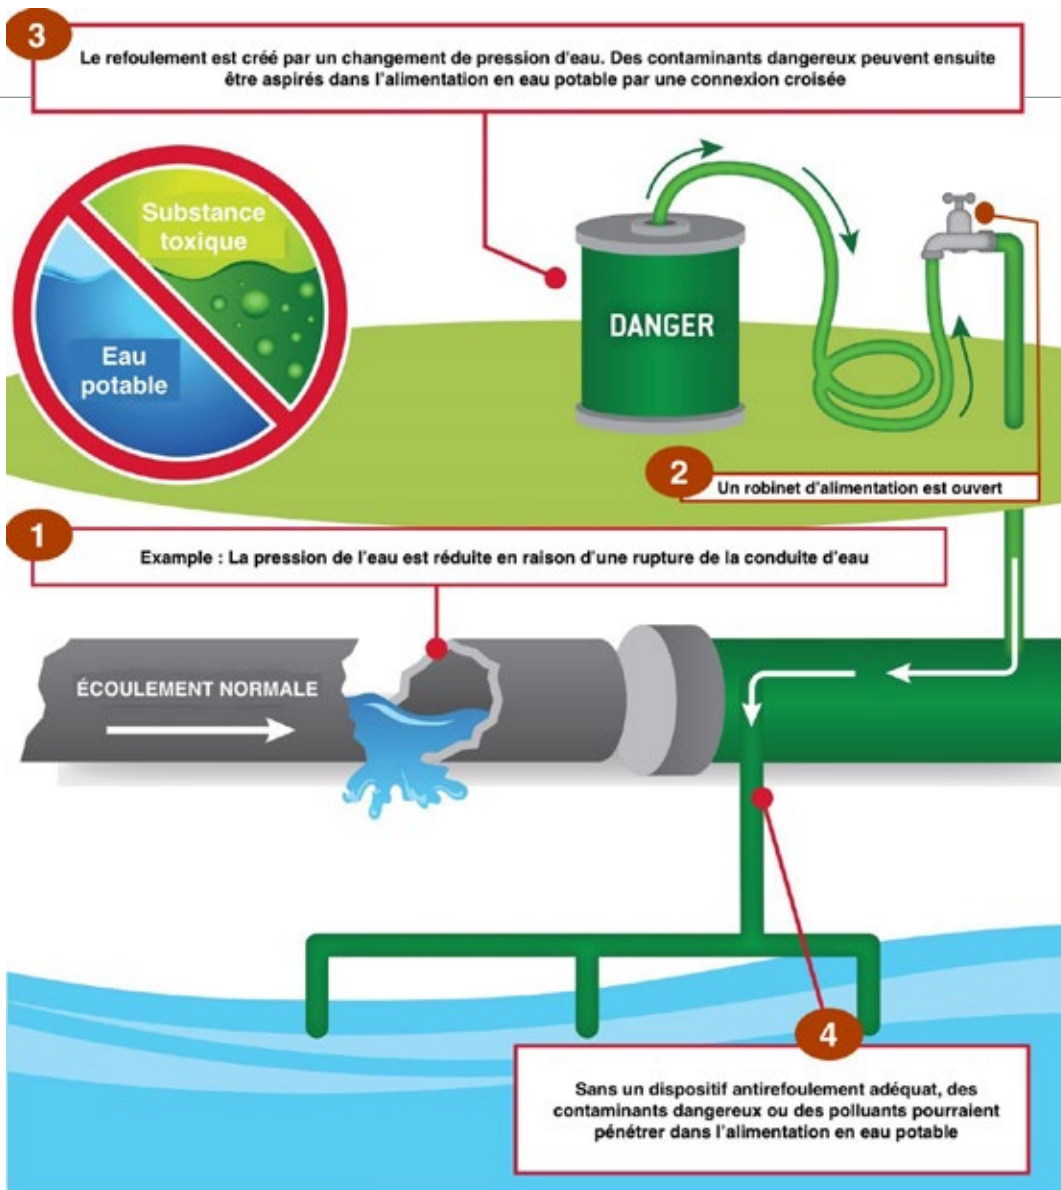 3
Le refoulement est créé par un changement de pression d'eau. Des contaminants dangereux peuvent ensuite
être aspirés dans l'alimentation en eau potable par une connexion croisée
Substance
toxique
Eau
potable
DANGER
2
Un robinet d'alimentation est ouvert
1
Example : La pression de l'eau est réduite en raison d'une rupture de la conduite d'eau
ÉCOULEMENT NORMALE
4
Sans un dispositif antirefoulement adéquat, des
contaminants dangereux ou des polluants pourraient
pénétrer dans l'alimentation en eau potable